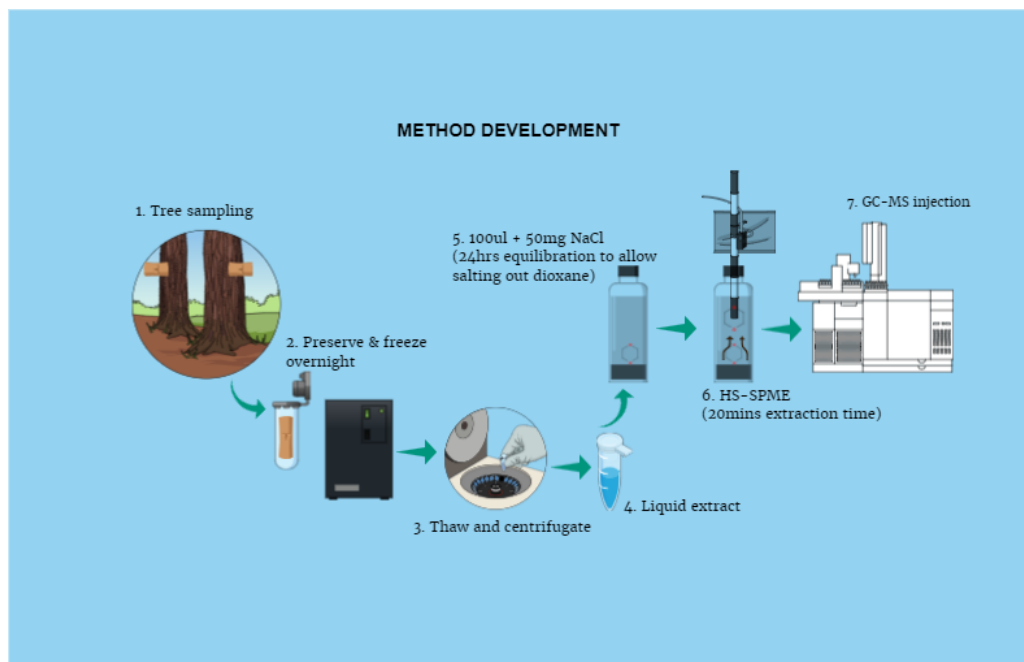 METHOD DEVELOPMENT
1. Tree sampling
2. Preserve & freeze
overnight
3. Thaw and centrifugate
4. Liquid extract
5. 100ul + 50mg NaCl
(24hrs equilibration to allow
salting out dioxane)
6. HS-SPME
(20mins extraction time)
7. GC-MS injection